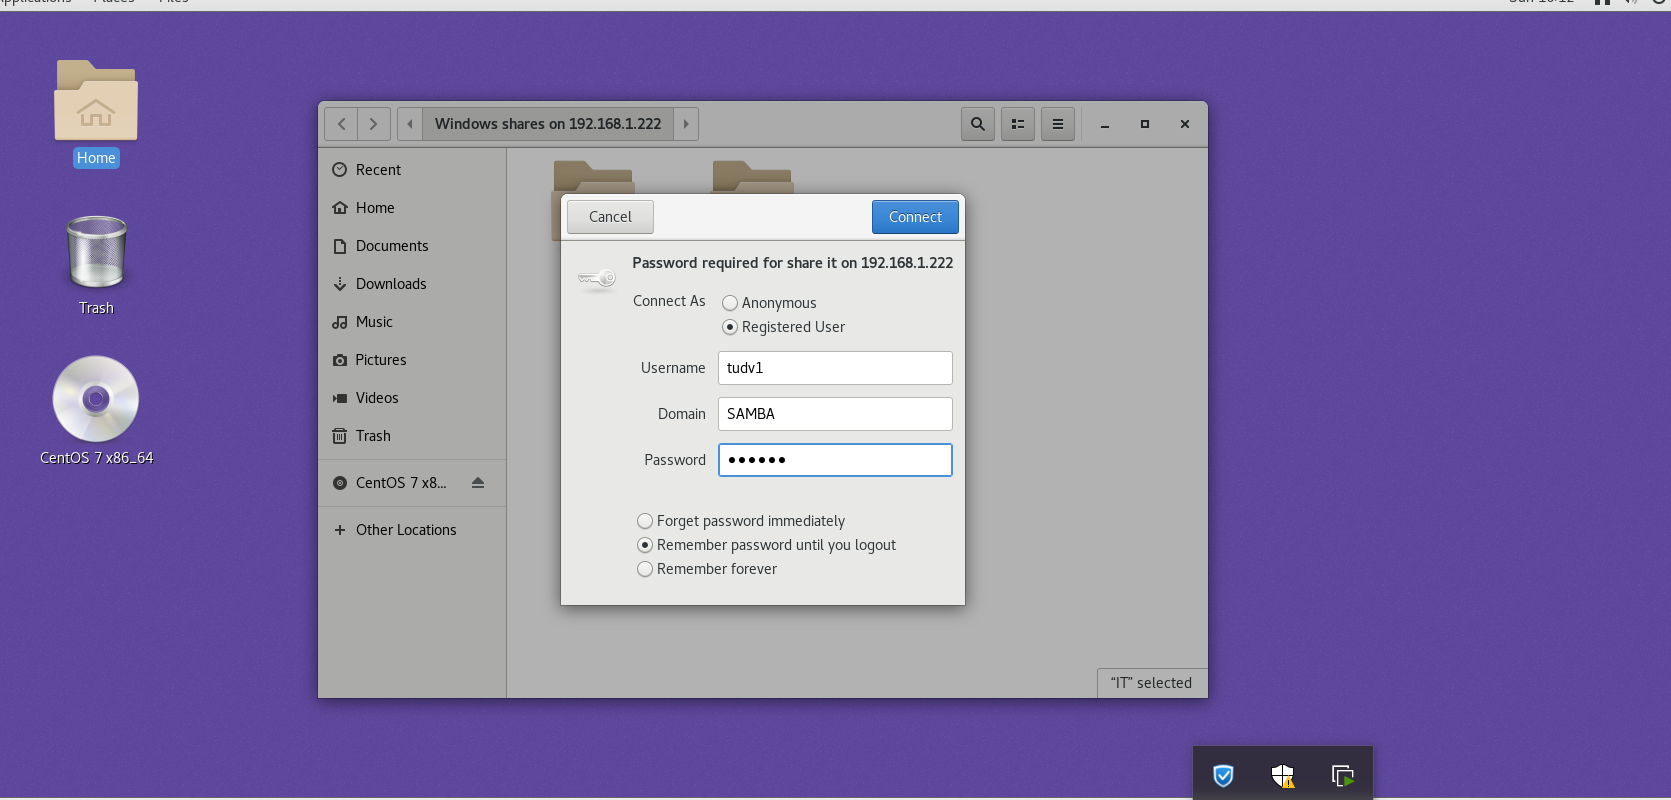 Applications Places Files
Home
Trash
CentOS 7 x86_64
Windows shares on 192.168.1.222
Recent
Home
Documents
Downloads
Music
Pictures
Videos
Trash
CentOS 7 x8...
Other Locations
Cancel
Connect
Password required for share it on 192.168.1.222
Connect As
Anonymous
Registered User
Username
tudv1
Domain
SAMBA
Password
••••••
Forget password immediately
Remember password until you logout
Remember forever
“IT” selected